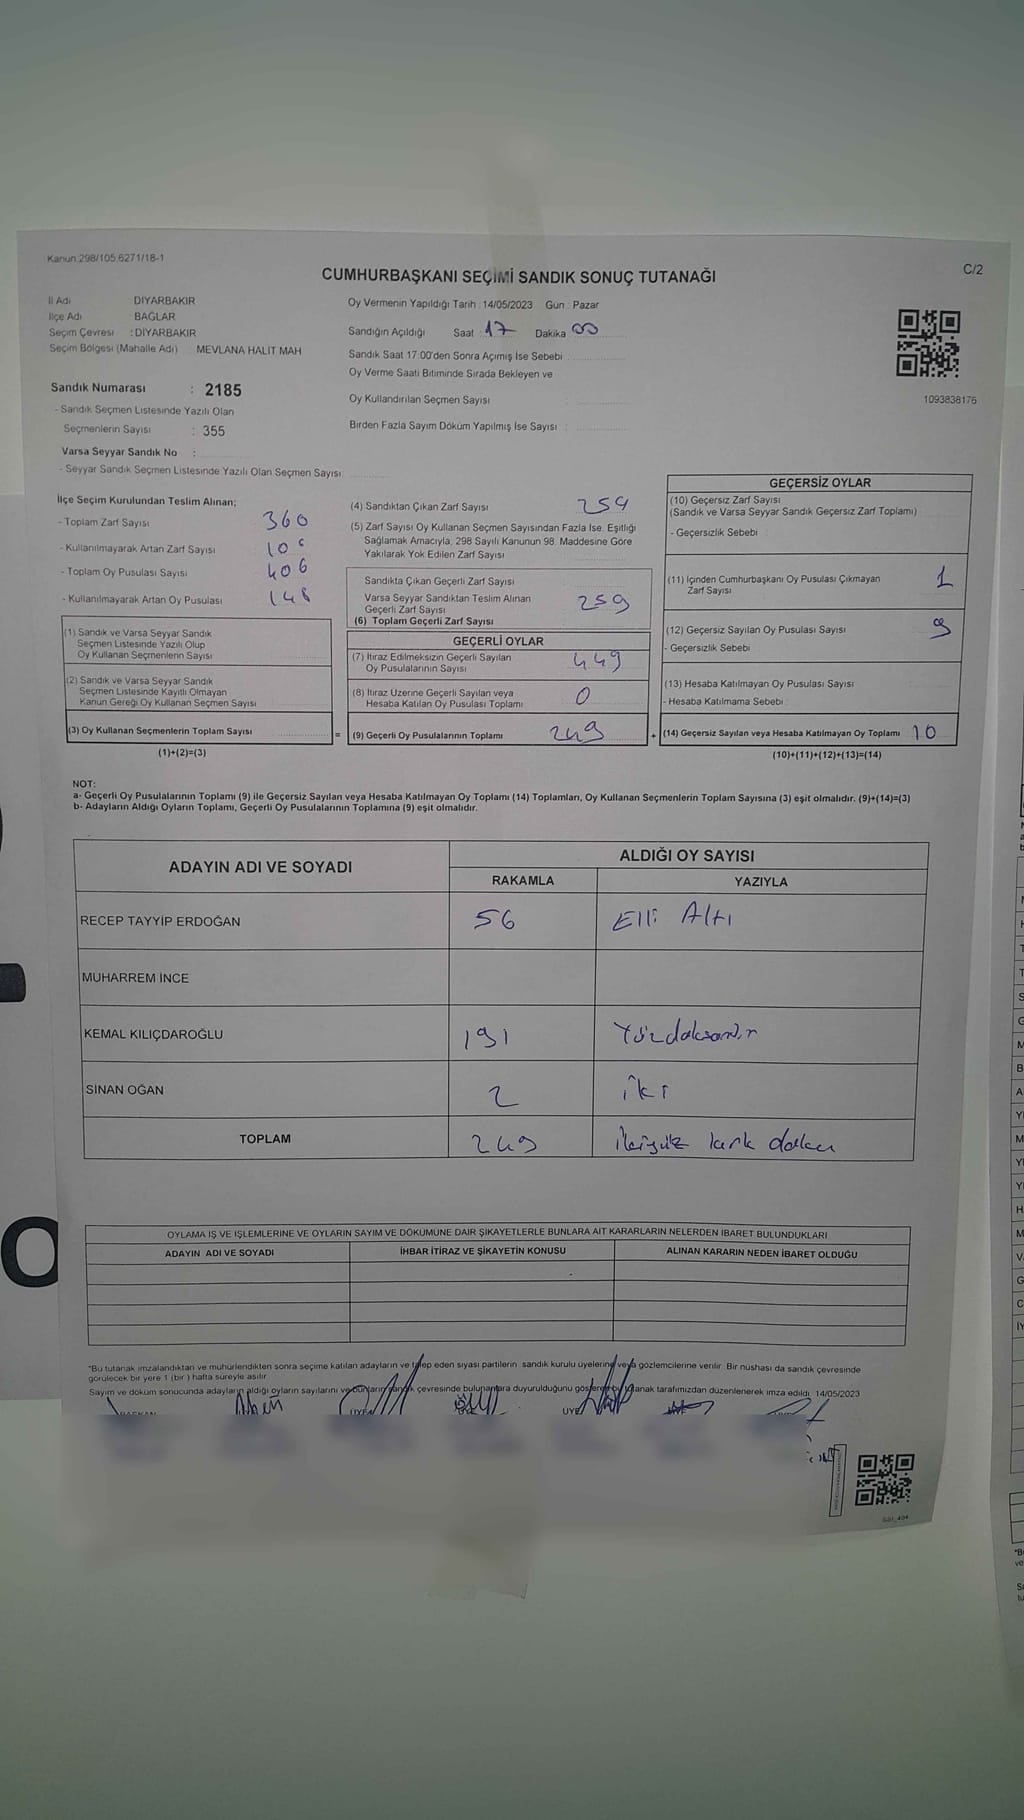 Kanun:298/105,6271/18-1
C/2
CUMHURBAŞKANI SEÇİMİ SANDIK SONUÇ TUTANAĞI
İl Adı : DİYARBAKIR
İlçe Adı : BAĞLAR
Seçim Çevresi : DİYARBAKIR
Seçim Bölgesi (Mahalle Adı) : MEVLANA HALİT MAH
Oy Vermenin Yapıldığı Tarih : 14/05/2023 Gün : Pazar
Sandığın Açıldığı Saat 17 Dakika 00
Sandık Saat 17:00'den Sonra Açımış İse Sebebi :
Oy Verme Saati Bitiminde Sırada Bekleyen ve
Oy Kullandırılan Seçmen Sayısı :
Birden Fazla Sayım Döküm Yapılmış İse Sayısı :
1093838176
Sandık Numarası : 2185
- Sandık Seçmen Listesinde Yazılı Olan
Seçmenlerin Sayısı : 355
Varsa Seyyar Sandık No :
- Seyyar Sandık Seçmen Listesinde Yazılı Olan Seçmen Sayısı:
İlçe Seçim Kurulundan Teslim Alınan;
- Toplam Zarf Sayısı 360
- Kullanılmayarak Artan Zarf Sayısı
- Toplam Oy Pusulası Sayısı 406
- Kullanılmayarak Artan Oy Pusulası
(1) Sandık ve Varsa Seyyar Sandık
Seçmen Listesinde Yazılı Olup
Oy Kullanan Seçmenlerin Sayısı
(2) Sandık ve Varsa Seyyar Sandık
Seçmen Listesinde Kayıtlı Olmayan
Kanun Gereği Oy Kullanan Seçmen Sayısı
(3) Oy Kullanan Seçmenlerin Toplam Sayısı
(1)+(2)=(3)
(4) Sandıktan Çıkan Zarf Sayısı 259
(5) Zarf Sayısı Oy Kullanan Seçmen Sayısından Fazla İse, Eşitliği
Sağlamak Amacıyla, 298 Sayılı Kanunun 98. Maddesine Göre
Yakılarak Yok Edilen Zarf Sayısı
Sandıkta Çıkan Geçerli Zarf Sayısı
Varsa Seyyar Sandıktan Teslim Alınan
Geçerli Zarf Sayısı 259
(6) Toplam Geçerli Zarf Sayısı
GEÇERLİ OYLAR
(7) İtiraz Edilmeksizin Geçerli Sayılan
Oy Pusulalarının Sayısı 449
(8) İtiraz Üzerine Geçerli Sayılan veya
Hesaba Katılan Oy Pusulası Toplamı 0
= (9) Geçerli Oy Pusulalarının Toplamı 249 +
GEÇERSİZ OYLAR
(10) Geçersiz Zarf Sayısı
(Sandık ve Varsa Seyyar Sandık Geçersiz Zarf Toplamı)
- Geçersizlik Sebebi :
(11) İçinden Cumhurbaşkanı Oy Pusulası Çıkmayan
Zarf Sayısı 1
(12) Geçersiz Sayılan Oy Pusulası Sayısı 9
- Geçersizlik Sebebi
(13) Hesaba Katılmayan Oy Pusulası Sayısı
- Hesaba Katılmama Sebebi :
(14) Geçersiz Sayılan veya Hesaba Katılmayan Oy Toplamı 10
(10)+(11)+(12)+(13)=(14)
NOT:
a- Geçerli Oy Pusulalarının Toplamı (9) ile Geçersiz Sayılan veya Hesaba Katılmayan Oy Toplamı (14) Toplamları, Oy Kullanan Seçmenlerin Toplam Sayısına (3) eşit olmalıdır. (9)+(14)=(3)
b- Adayların Aldığı Oyların Toplamı, Geçerli Oy Pusulalarının Toplamına (9) eşit olmalıdır.
ADAYIN ADI VE SOYADI ALDIĞI OY SAYISI
RAKAMLA YAZIYLA
RECEP TAYYİP ERDOĞAN 56 Elli Altı
MUHARREM İNCE
KEMAL KILIÇDAROĞLU 191 Yüzdoksanbir
SİNAN OĞAN 2 iki
TOPLAM 249 ikiyüz kırk dokuz
OYLAMA İŞ VE İŞLEMLERİNE VE OYLARIN SAYIM VE DÖKÜMÜNE DAİR ŞİKAYETLERLE BUNLARA AİT KARARLARIN NELERDEN İBARET BULUNDUKLARI
ADAYIN ADI VE SOYADI İHBAR İTİRAZ VE ŞİKAYETİN KONUSU ALINAN KARARIN NEDEN İBARET OLDUĞU
*Bu tutanak imzalandıktan ve mühürlendikten sonra seçime katılan adayların ve talep eden siyasi partilerin sandık kurulu üyelerine veya gözlemcilerine verilir. Bir nüshası da sandık çevresinde
görülecek bir yere 1 (bir) hafta süreyle asılır
Sayım ve döküm sonucunda adayların aldığı oyların sayılarını ve bunların sandık çevresinde bulunanlara duyurulduğunu gösteren bu tutanak tarafımızdan düzenlenerek imza edildi. 14/05/2023
BAŞKAN
ÜYE
ÜYE